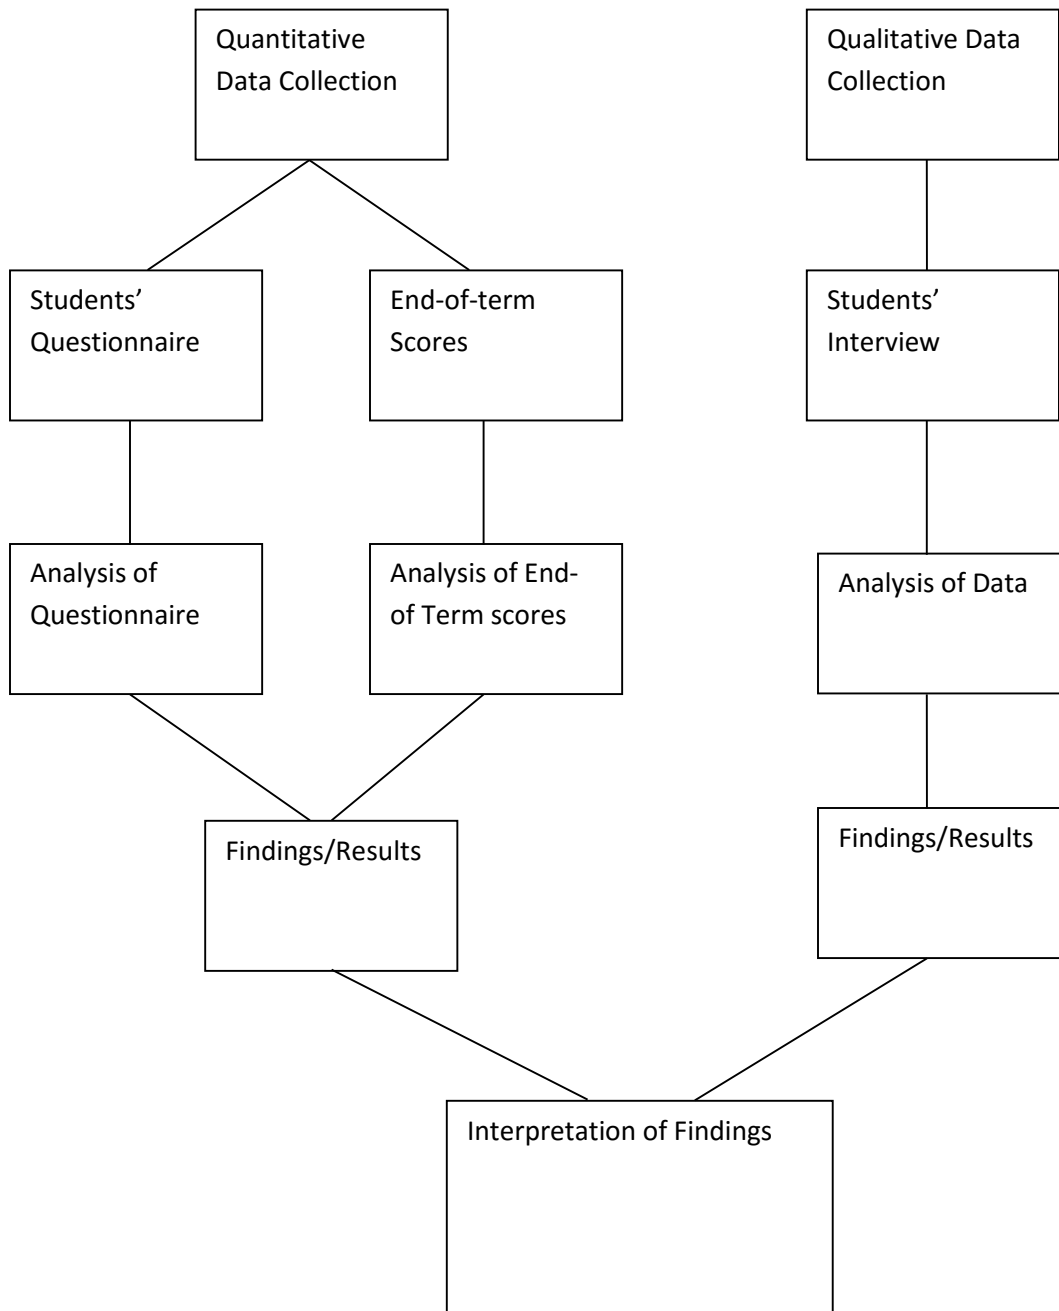 Quantitative
Data Collection
Qualitative Data
Collection
Students’
Questionnaire
End-of-term
Scores
Students’
Interview
Analysis of
Questionnaire
Analysis of End-
of Term scores
Analysis of Data
Findings/Results
Findings/Results
Interpretation of Findings